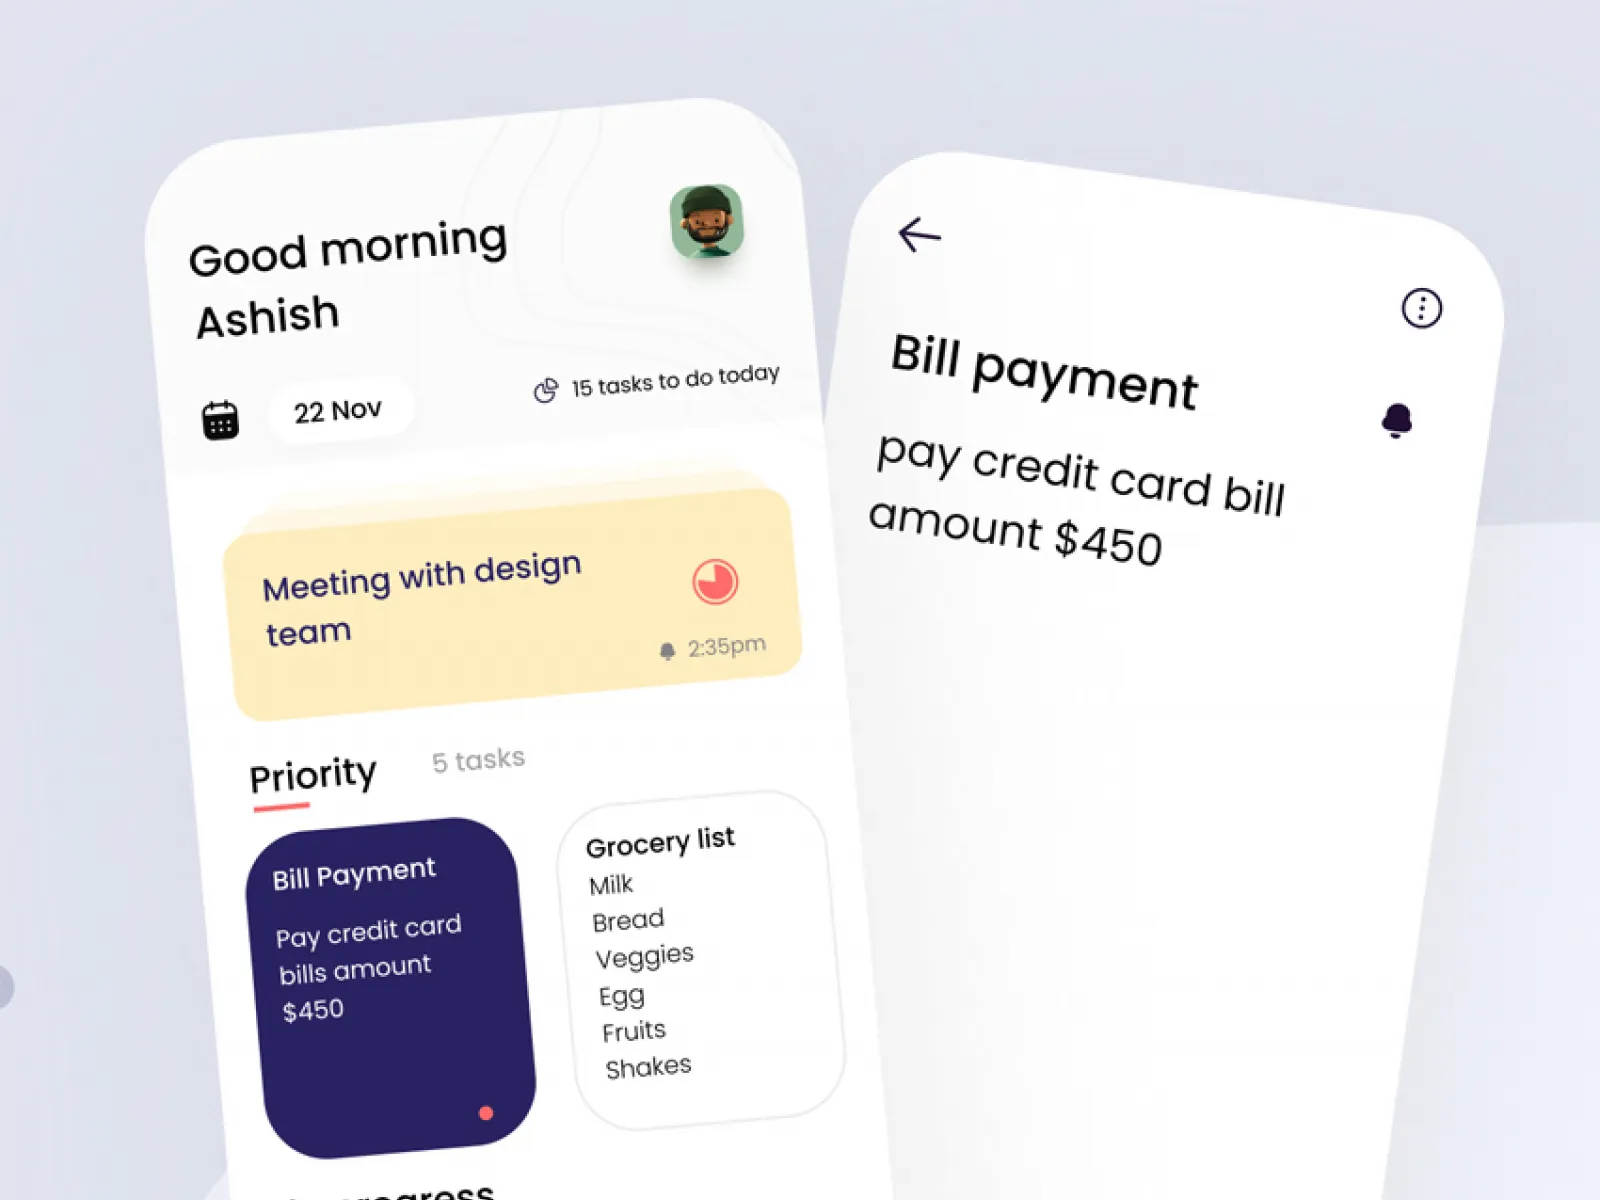 Good morning
Ashish
22 Nov
15 tasks to do today
Meeting with design
team
2:35pm
Priority
5 tasks
Bill Payment
Pay credit card
bills amount
$450
Grocery list
Milk
Bread
Veggies
Egg
Fruits
Shakes
Bill payment
pay credit card bill
amount $450